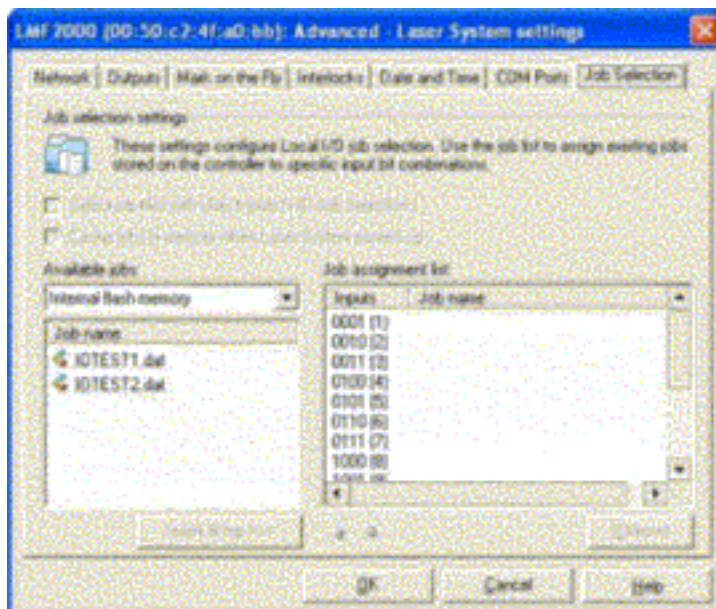 LMF2000 (00:50:c2:4f:a0:bb): Advanced - Laser System settings
Network Outputs Mark on the Fly Interlocks Date and Time COM Ports Job Selection
Job selection settings
These settings configure Local I/O job selection. Use the job list to assign existing jobs
stored on the controller to specific input bit combinations.
Available jobs:
Internal flash memory
Job name
IOTEST1.dat
IOTEST2.dat
Job assignment list:
Inputs Job name
0001 (1)
0010 (2)
0011 (3)
0100 (4)
0101 (5)
0110 (6)
0111 (7)
1000 (8)
1001 (9)
OK Cancel Help